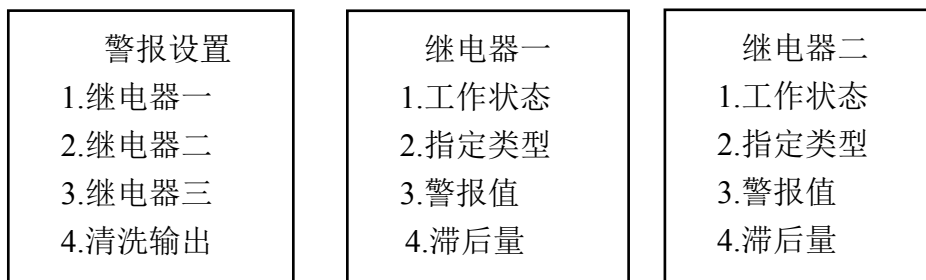 警报设置
1.继电器一
2.继电器二
3.继电器三
4.清洗输出
继电器一
1.工作状态
2.指定类型
3.警报值
4.滞后量
继电器二
1.工作状态
2.指定类型
3.警报值
4.滞后量